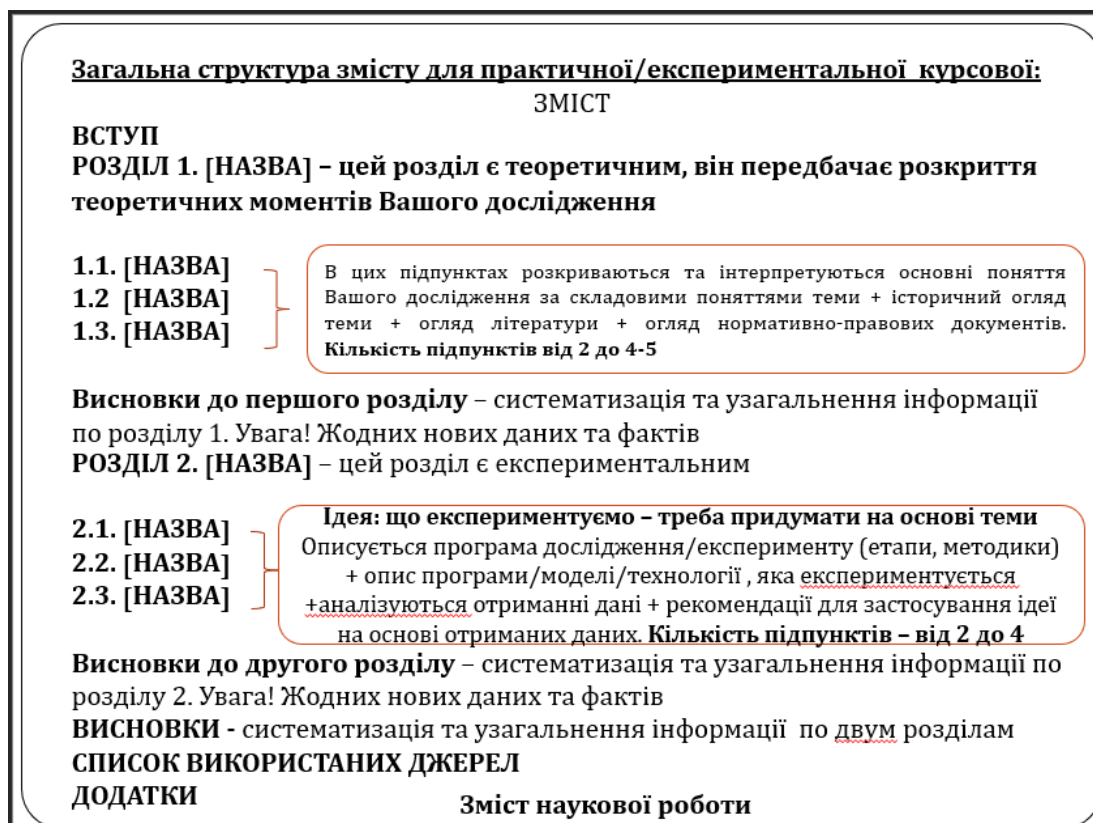 Загальна структура змісту для практичної/експериментальної курсової:
ЗМІСТ
ВСТУП
РОЗДІЛ 1. [НАЗВА] – цей розділ є теоретичним, він передбачає розкриття
теоретичних моментів Вашого дослідження
1.1. [НАЗВА]
1.2 [НАЗВА]
1.3. [НАЗВА]
В цих підпунктах розкриваються та інтерпретуються основні поняття
Вашого дослідження за складовими поняттями теми + історичний огляд
теми + огляд літератури + огляд нормативно-правових документів.
Кількість підпунктів від 2 до 4-5
Висновки до першого розділу – систематизація та узагальнення інформації
по розділу 1. Увага! Жодних нових даних та фактів
РОЗДІЛ 2. [НАЗВА] – цей розділ є експериментальним
2.1. [НАЗВА]
2.2. [НАЗВА]
2.3. [НАЗВА]
Ідея: що експериментуємо – треба придумати на основі теми
Описується програма дослідження/експерименту (етапи, методики)
+ опис програми/моделі/технології , яка експериментується
+аналізуються отриманні дані + рекомендації для застосування ідеї
на основі отриманих даних. Кількість підпунктів – від 2 до 4
Висновки до другого розділу – систематизація та узагальнення інформації по
розділу 2. Увага! Жодних нових даних та фактів
ВИСНОВКИ - систематизація та узагальнення інформації по двум розділам
СПИСОК ВИКОРИСТАНИХ ДЖЕРЕЛ
ДОДАТКИ
Зміст наукової роботи